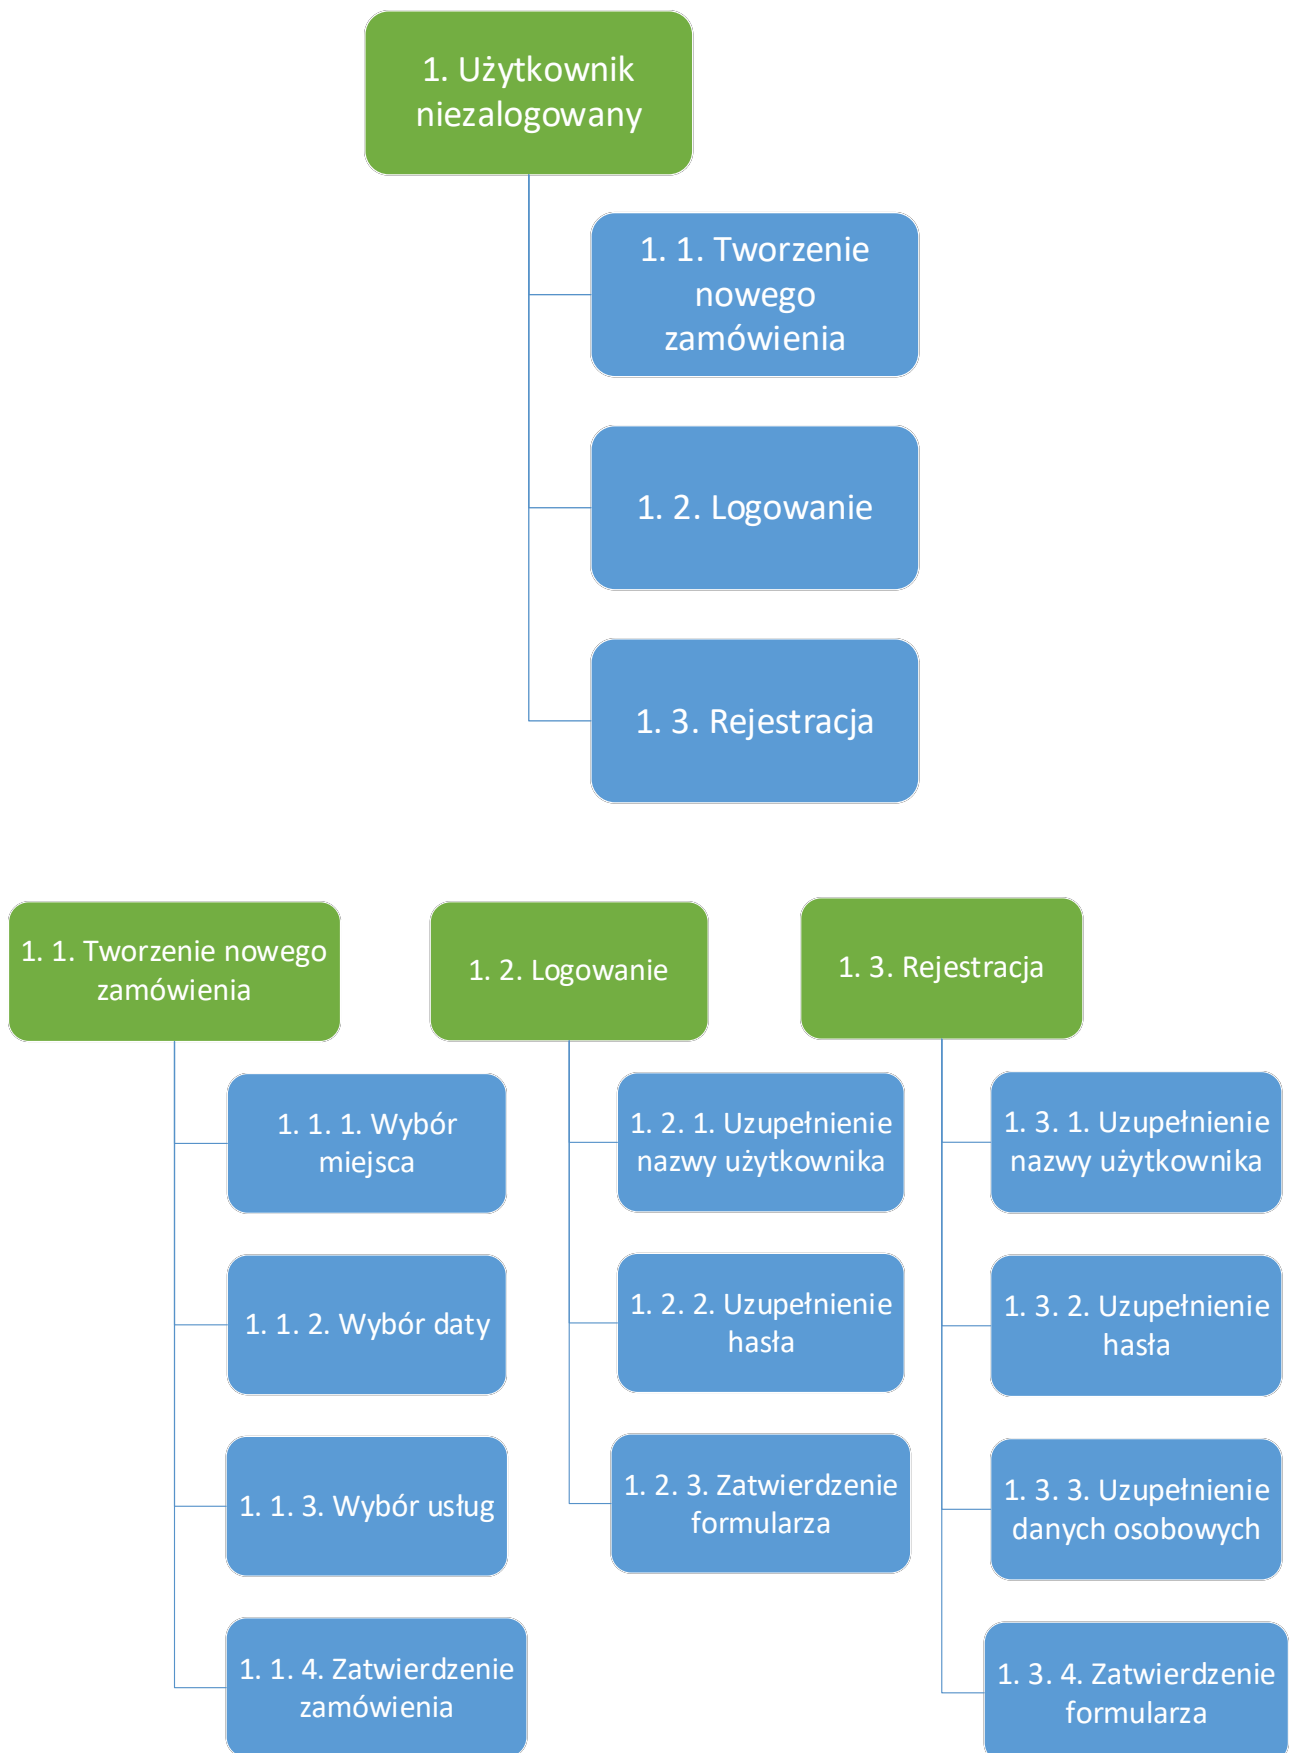 1. Użytkownik
niezalogowany
1. 1. Tworzenie
nowego
zamówienia
1. 2. Logowanie
1. 3. Rejestracja
1. 1. Tworzenie nowego
zamówienia
1. 1. 1. Wybór
miejsca
1. 1. 2. Wybór daty
1. 1. 3. Wybór usług
1. 1. 4. Zatwierdzenie
zamówienia
1. 2. Logowanie
1. 2. 1. Uzupełnienie
nazwy użytkownika
1. 2. 2. Uzupełnienie
hasła
1. 2. 3. Zatwierdzenie
formularza
1. 3. Rejestracja
1. 3. 1. Uzupełnienie
nazwy użytkownika
1. 3. 2. Uzupełnienie
hasła
1. 3. 3. Uzupełnienie
danych osobowych
1. 3. 4. Zatwierdzenie
formularza